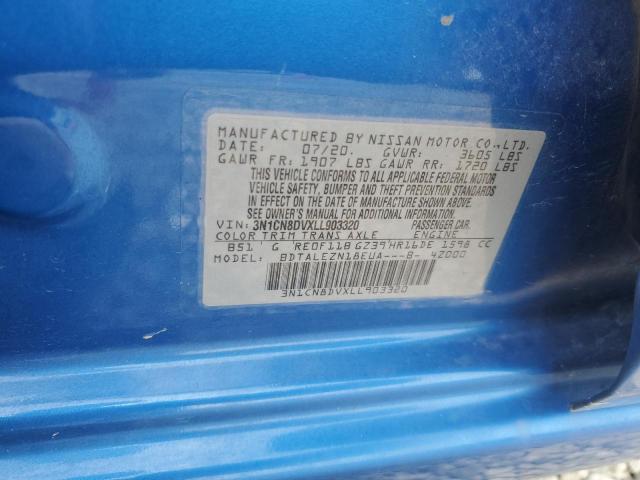 MANUFACTURED BY NISSAN MOTOR CO., LTD.
DATE: 07/20. GVWR: 3605 LBS
GAWR FR: 1907 LBS GAWR RR: 1720 LBS
THIS VEHICLE CONFORMS TO ALL APPLICABLE FEDERAL MOTOR
VEHICLE SAFETY, BUMPER AND THEFT PREVENTION STANDARDS
IN EFFECT ON THE DATE OF MANUFACTURE SHOWN ABOVE.
SEE OWNER'S MANUAL FOR ADDITIONAL INFORMATION.
VIN: 3N1CN8DVXLL903320 PASSENGER CAR
COLOR TRIM TRANS AXLE ENGINE
B51 G RE0F11B GZ39 HR16DE 1598 CC
MODEL: BDTALEZN18EUA---B- 4Z000
3N1CN8DVXLL903320